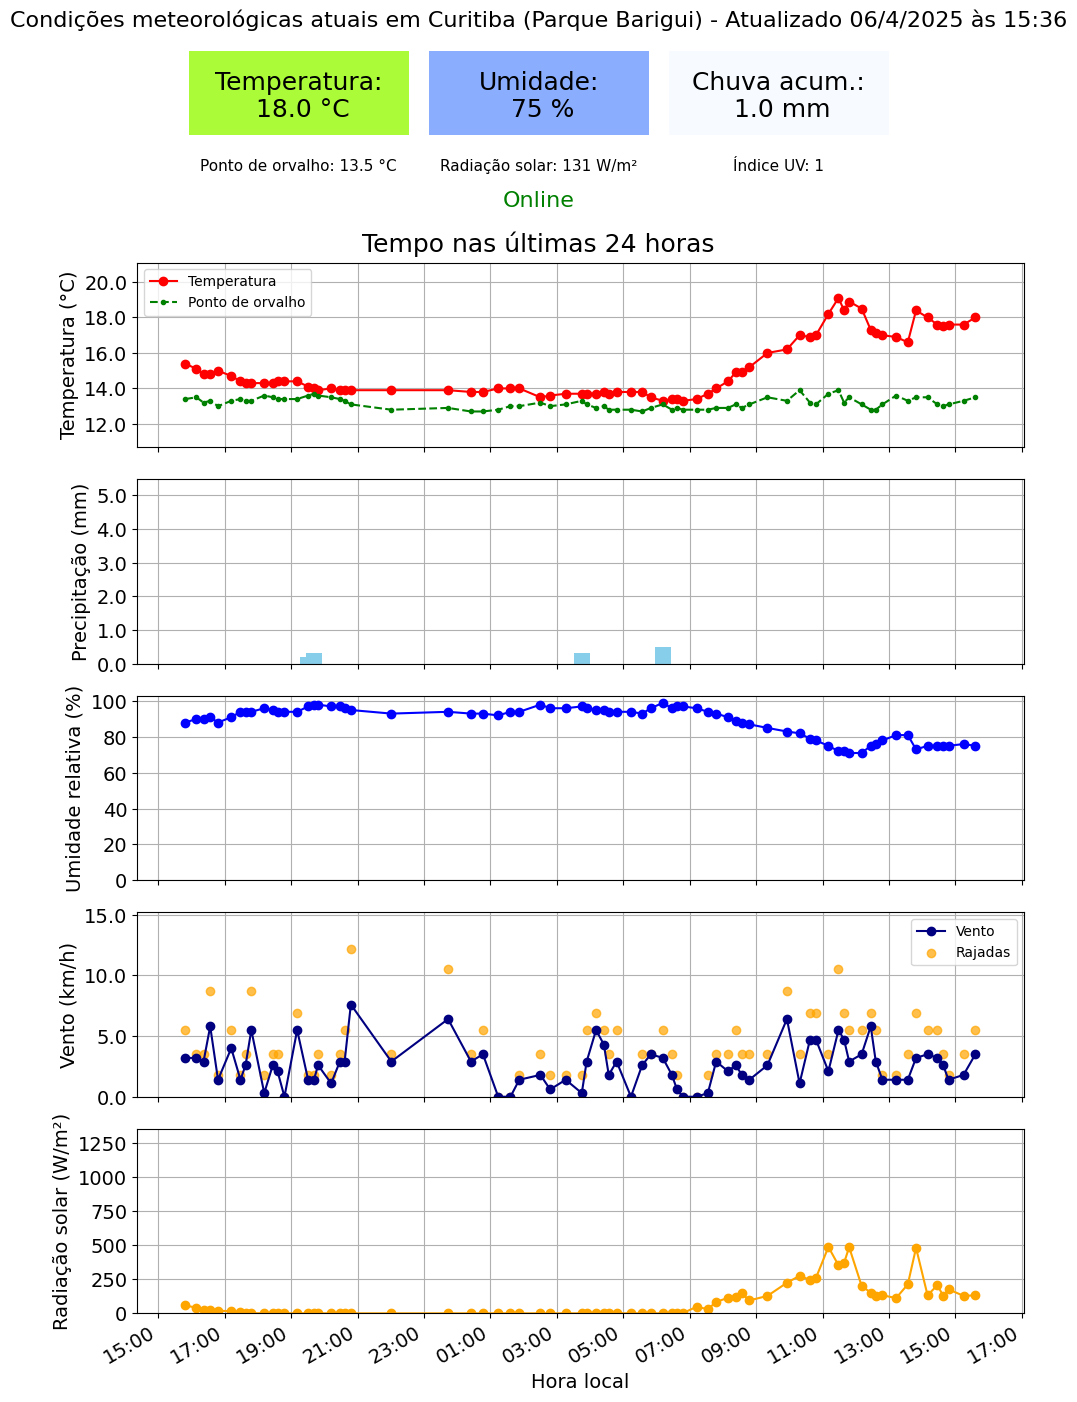 Condições meteorológicas atuais em Curitiba (Parque Barigui) - Atualizado 06/4/2025 às 15:36
Temperatura:
18.0 °C
Umidade:
75 %
Chuva acum.:
1.0 mm
Ponto de orvalho: 13.5 °C
Radiação solar: 131 W/m²
Índice UV: 1
Online
Tempo nas últimas 24 horas
Temperatura (°C)
20.0
18.0
16.0
14.0
12.0
Temperatura
Ponto de orvalho
Precipitação (mm)
5.0
4.0
3.0
2.0
1.0
0.0
Umidade relativa (%)
100
80
60
40
20
0
Vento (km/h)
15.0
10.0
5.0
0.0
Vento
Rajadas
Radiação solar (W/m²)
1250
1000
750
500
250
0
15:00
17:00
19:00
21:00
23:00
01:00
03:00
05:00
07:00
09:00
11:00
13:00
15:00
17:00
Hora local